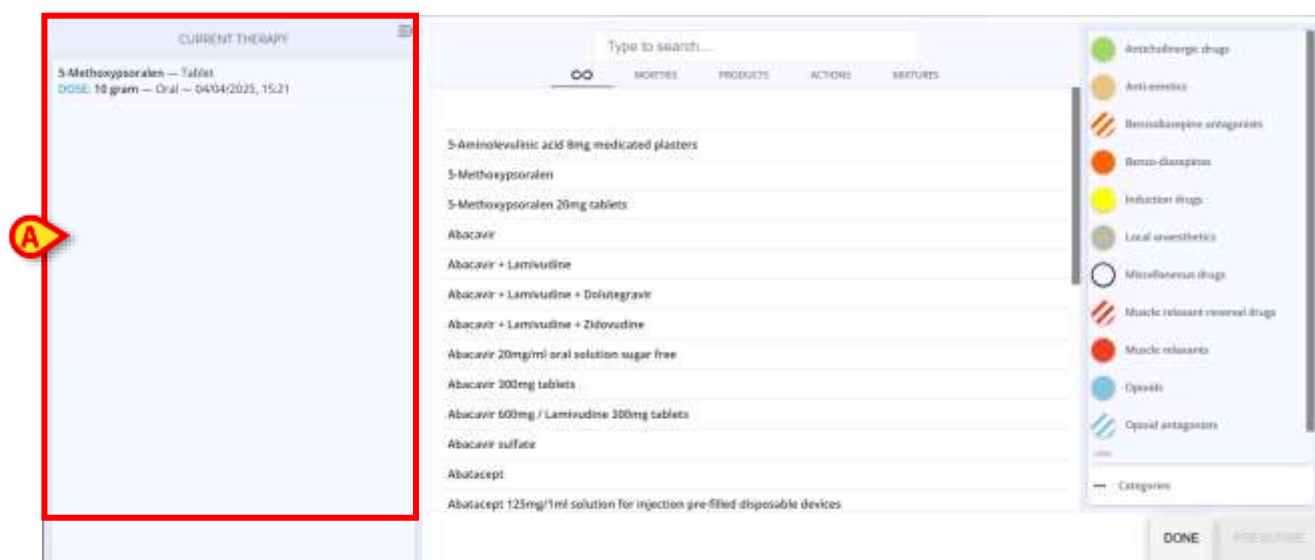 CURRENT THERAPY
5-Methoxypsoralen — Tablet
DOSE: 10 gram — Oral — 04/04/2025, 15:21
A
Type to search...
MOIETIES PRODUCTS ACTIONS MIXTURES
5-Aminolevulinic acid 8mg medicated plasters
5-Methoxypsoralen
5-Methoxypsoralen 20mg tablets
Abacavir
Abacavir + Lamivudine
Abacavir + Lamivudine + Dolutegravir
Abacavir + Lamivudine + Zidovudine
Abacavir 20mg/ml oral solution sugar free
Abacavir 300mg tablets
Abacavir 600mg / Lamivudine 300mg tablets
Abacavir sulfate
Abatacept
Abatacept 125mg/1ml solution for injection pre-filled disposable devices
Anticholinergic drugs
Anti-emetics
Benzodiazepine antagonists
Benzo-diazepines
Induction drugs
Local anaesthetics
Miscellaneous drugs
Muscle relaxant reversal drugs
Muscle relaxants
Opioids
Opioid antagonists
Categories
DONE PRESCRIBE